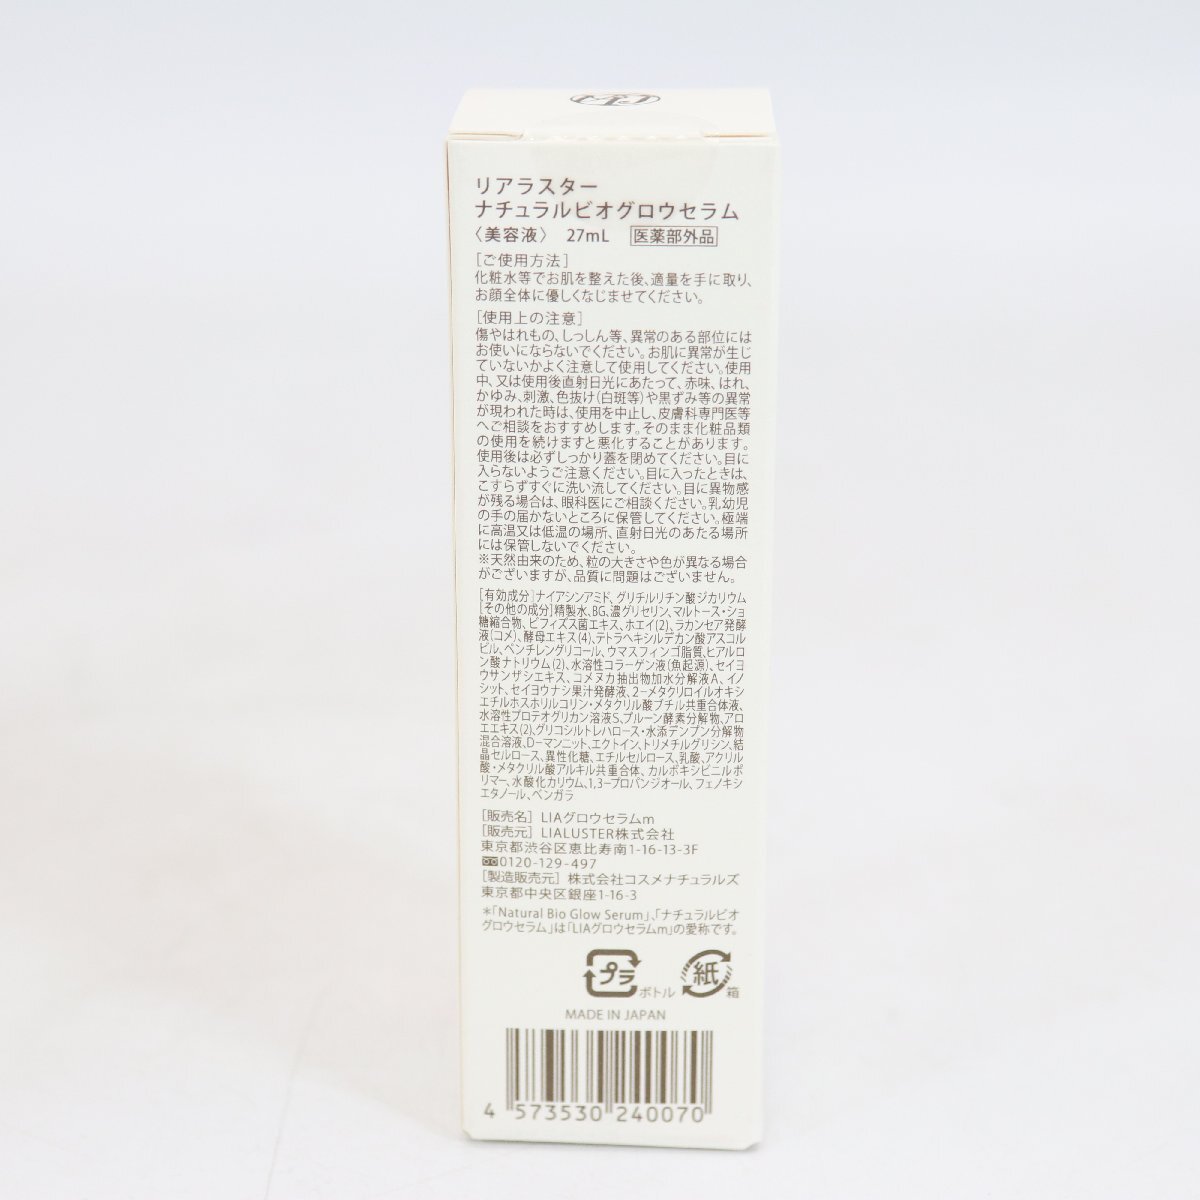 リアラスター
ナチュラルビオグロウセラム
〈美容液〉 27mL 医薬部外品
[ご使用方法]
化粧水等でお肌を整えた後、適量を手に取り、
お顔全体に優しくなじませてください。
[使用上の注意]
傷やはれもの、しっしん等、異常のある部位には
お使いにならないでください。お肌に異常が生じ
ていないかよく注意して使用してください。使用
中、又は使用後直射日光にあたって、赤味、はれ、
かゆみ、刺激、色抜け(白斑等)や黒ずみ等の異常
が現われた時は、使用を中止し、皮膚科専門医等
へご相談をおすすめします。そのまま化粧品類
の使用を続けますと悪化することがあります。
使用後は必ずしっかり蓋を閉めてください。目に
入らないようご注意ください。目に入ったときは、
こすらずすぐに洗い流してください。目に異物感
が残る場合は、眼科医にご相談ください。乳幼児
の手の届かないところに保管してください。極端
に高温又は低温の場所、直射日光のあたる場所
には保管しないでください。
※天然由来のため、粒の大きさや色が異なる場合
がございますが、品質に問題はございません。
[有効成分]ナイアシンアミド、グリチルリチン酸ジカリウム
[その他の成分]精製水、BG、濃グリセリン、マルトース・ショ
糖縮合物、ビフィズス菌エキス、ホエイ(2)、ラカンセア発酵
液(コメ)、酵母エキス(4)、テトラヘキシルデカン酸アスコル
ビル、ペンチレングリコール、ウマスフィンゴ脂質、ヒアルロ
ン酸ナトリウム(2)、水溶性コラーゲン液(魚起源)、セイヨ
ウサンザシエキス、コメヌカ抽出物加水分解液A、イノ
シット、セイヨウナシ果汁発酵液、2-メタクリロイルオキシ
エチルホスホリルコリン・メタクリル酸ブチル共重合体液、
水溶性プロテオグリカン溶液S、プルーン酵素分解物、アロ
エエキス(2)、グリコシルトレハロース・水添デンプン分解物
混合溶液、D-マンニット、エクトイン、トリメチルグリシン、結
晶セルロース、異性化糖、エチルセルロース、乳酸、アクリル
酸・メタクリル酸アルキル共重合体、カルボキシビニルポ
リマー、水酸化カリウム、1,3-プロパンジオール、フェノキシ
エタノール、ベンガラ
[販売名] LIAグロウセラムm
[販売元] LIALUSTER株式会社
東京都渋谷区恵比寿南1-16-13-3F
0120-129-497
[製造販売元] 株式会社コスメナチュラルズ
東京都中央区銀座1-16-3
*「Natural Bio Glow Serum」、「ナチュラルビオ
グロウセラム」は「LIAグロウセラムm」の愛称です。
プラ ボトル 紙 箱
MADE IN JAPAN
4 573530 240070